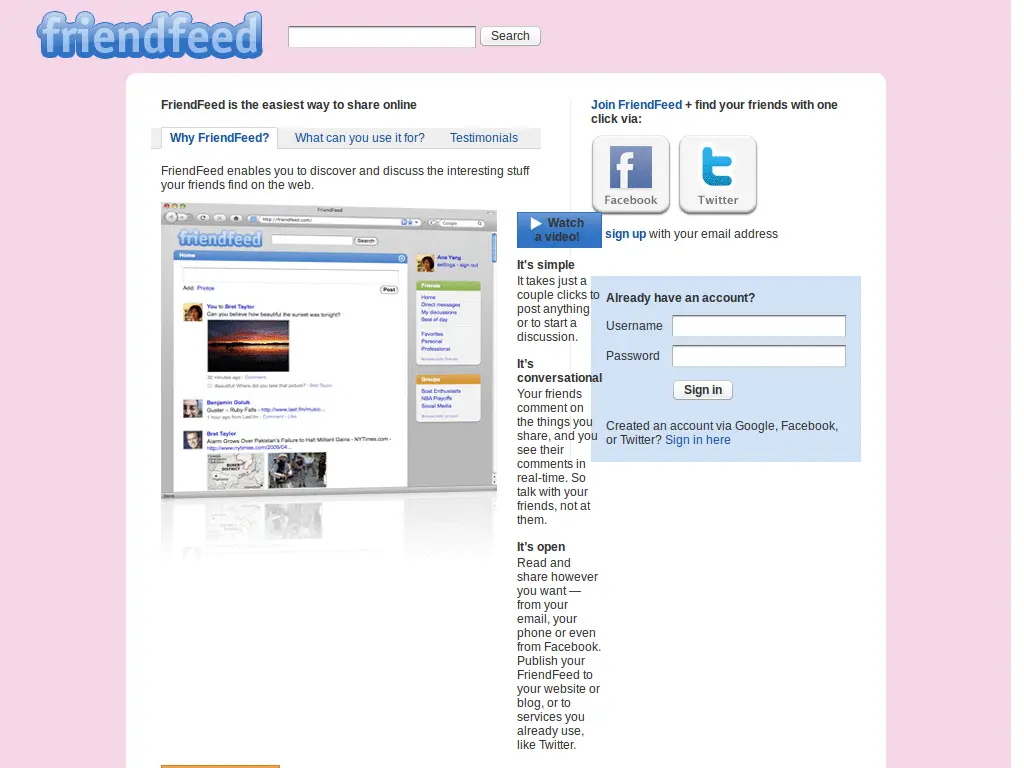 friendfeed
Search
FriendFeed is the easiest way to share online
Why FriendFeed?
What can you use it for?
Testimonials
FriendFeed enables you to discover and discuss the interesting stuff
your friends find on the web.
FriendFeed
http://friendfeed.com/
Google
friendfeed
Search
Home
Ana Yang
settings - sign out
Add: Photos
Post
Friends
Home
Direct messages
My discussions
Best of day
Favorites
Personal
Professional
Browse/edit friends
You to Bret Taylor
Can you believe how beautiful the sunset was tonight?
32 minutes ago - Comment
Beautiful! Where did you take that picture? - Bret Taylor
Groups
Boat Enthusiasts
NBA Playoffs
Social Media
Benjamin Golub
Guster – Ruby Falls - http://www.last.fm/music...
1 hour ago from Last.fm - Comment - Like
Bret Taylor
Alarm Grows Over Pakistan's Failure to Halt Militant Gains - NYTimes.com -
http://www.nytimes.com/2009/04...
Done
Watch
a video!
It's simple
It takes just a
couple clicks to
post anything
or to start a
discussion.
It’s
conversational
Your friends
comment on
the things you
share, and you
see their
comments in
real-time. So
talk with your
friends, not at
them.
It’s open
Read and
share however
you want —
from your
email, your
phone or even
from Facebook.
Publish your
FriendFeed to
your website or
blog, or to
services you
already use,
like Twitter.
Join FriendFeed + find your friends with one
click via:
Facebook
Twitter
sign up with your email address
Already have an account?
Username
Password
Sign in
Created an account via Google, Facebook,
or Twitter? Sign in here